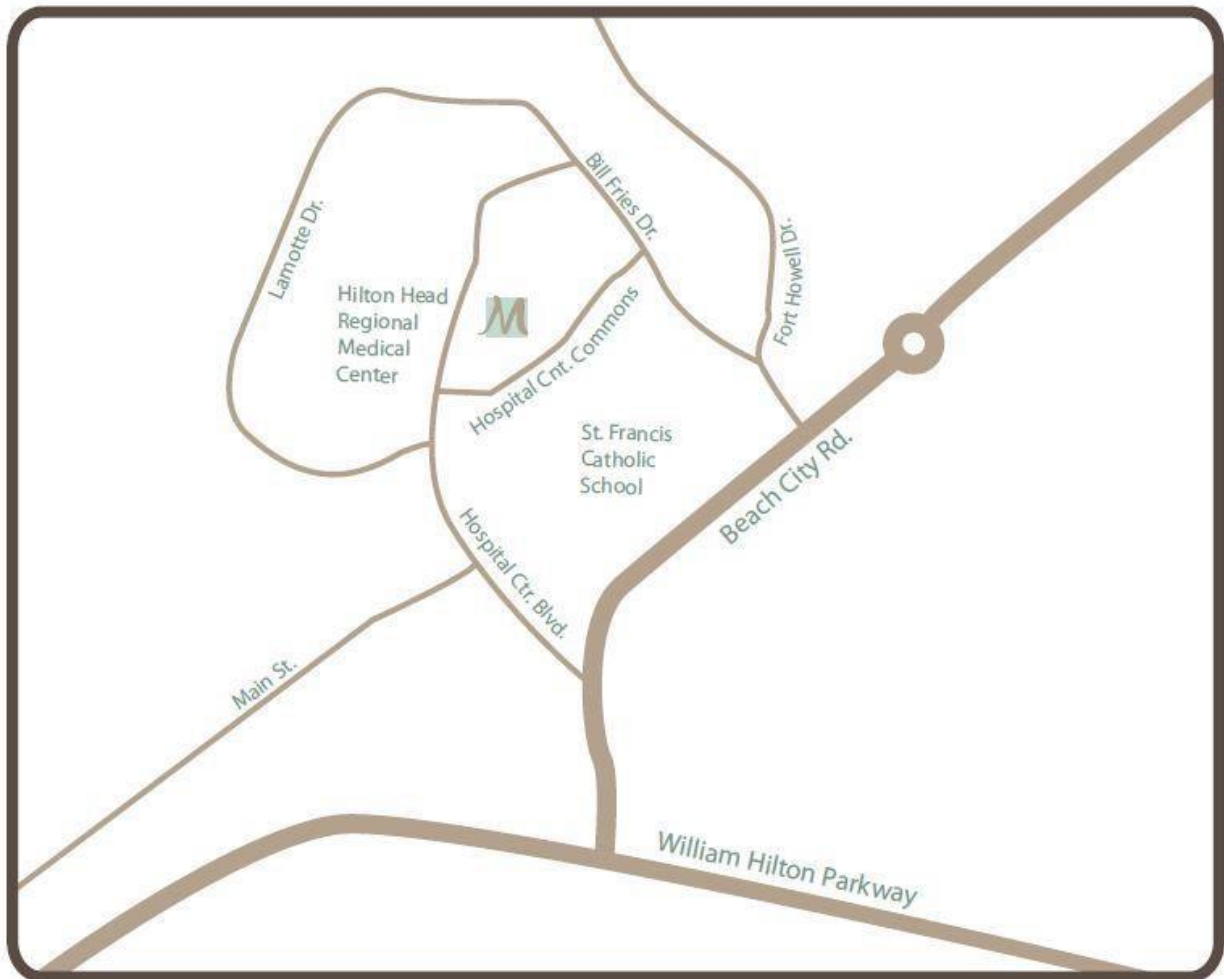 Bill Fries Dr.
Lamotte Dr.
Fort Howell Dr.
Hilton Head
Regional
Medical
Center
M
Hospital Cnt. Commons
St. Francis
Catholic
School
Beach City Rd.
Hospital Ctr. Blvd.
Main St.
William Hilton Parkway